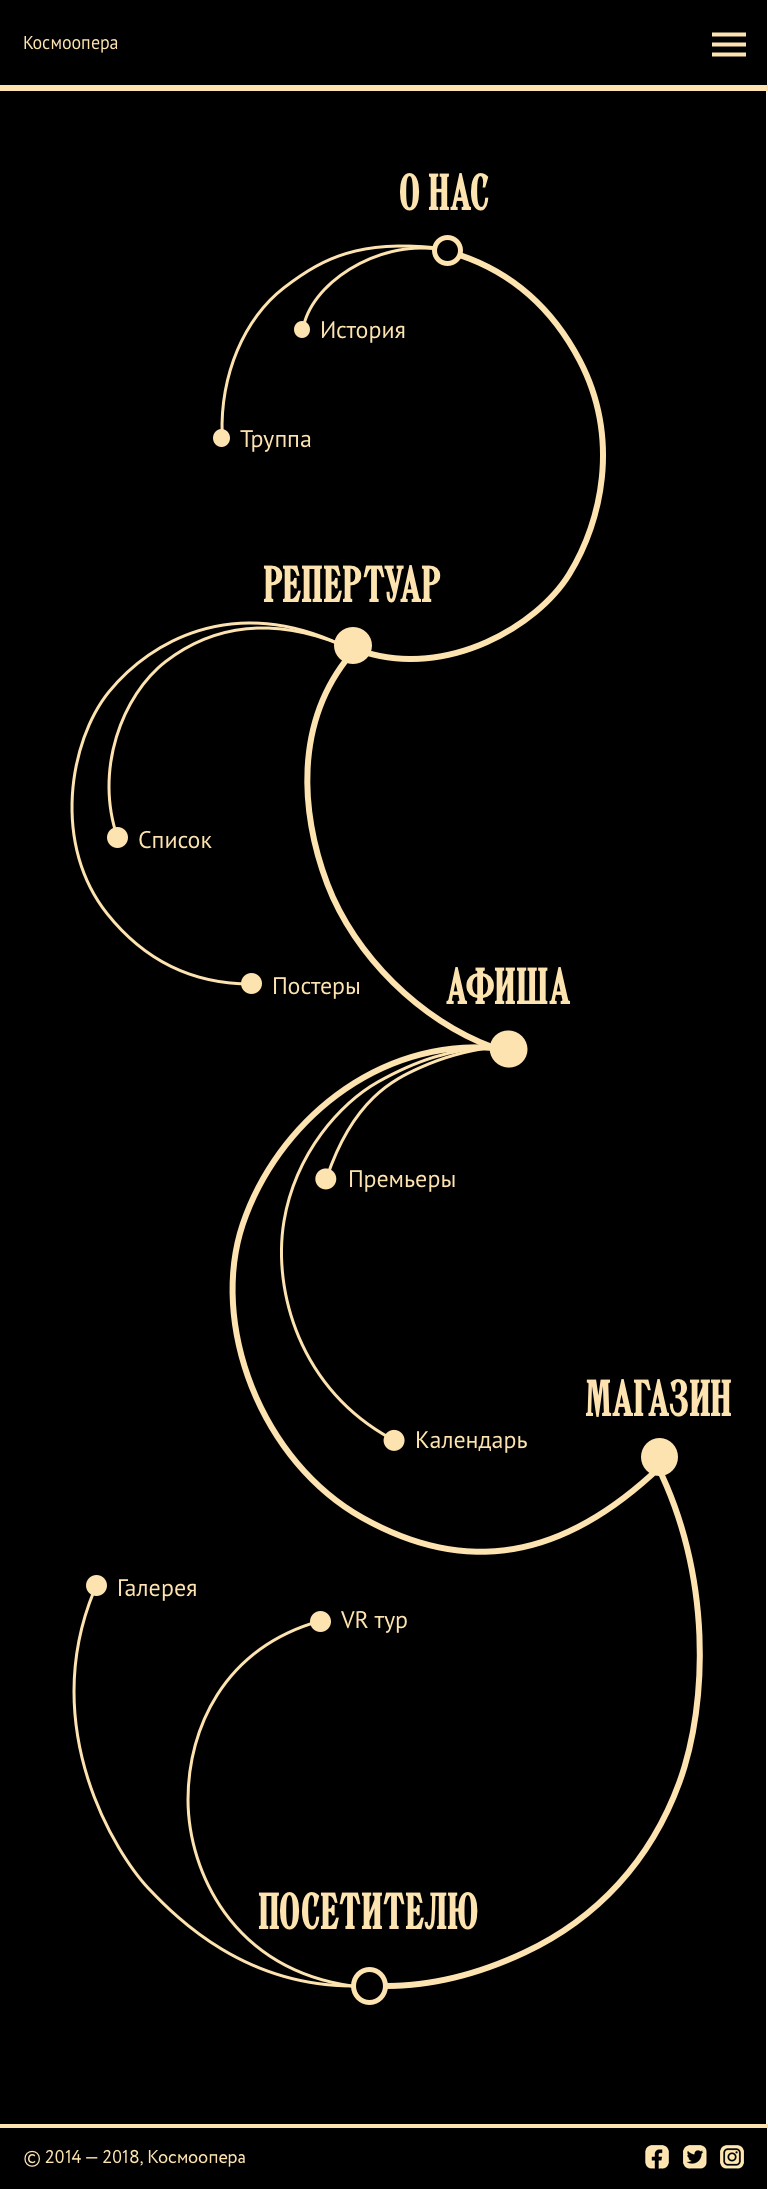 Космоопера
О НАС
История
Труппа
РЕПЕРТУАР
Список
Постеры
АФИША
Премьеры
МАГАЗИН
Календарь
Галерея
VR тур
ПОСЕТИТЕЛЮ
© 2014 — 2018, Космоопера